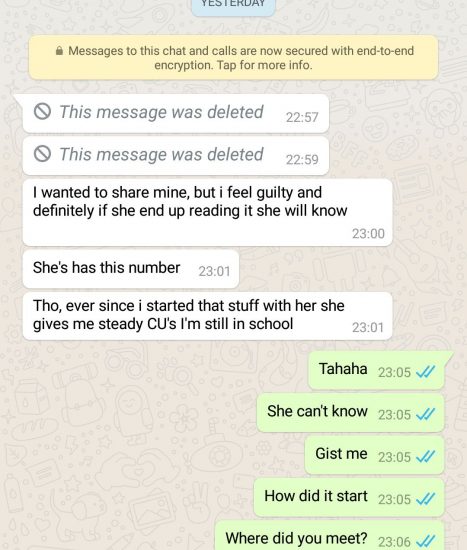 YESTERDAY
Messages to this chat and calls are now secured with end-to-end
encryption. Tap for more info.
This message was deleted 22:57
This message was deleted 22:59
I wanted to share mine, but i feel guilty and
definitely if she end up reading it she will know
23:00
She's has this number 23:01
Tho, ever since i started that stuff with her she
gives me steady CU's I'm still in school 23:01
Tahaha 23:05
She can't know 23:05
Gist me 23:05
How did it start 23:05
Where did you meet? 23:06